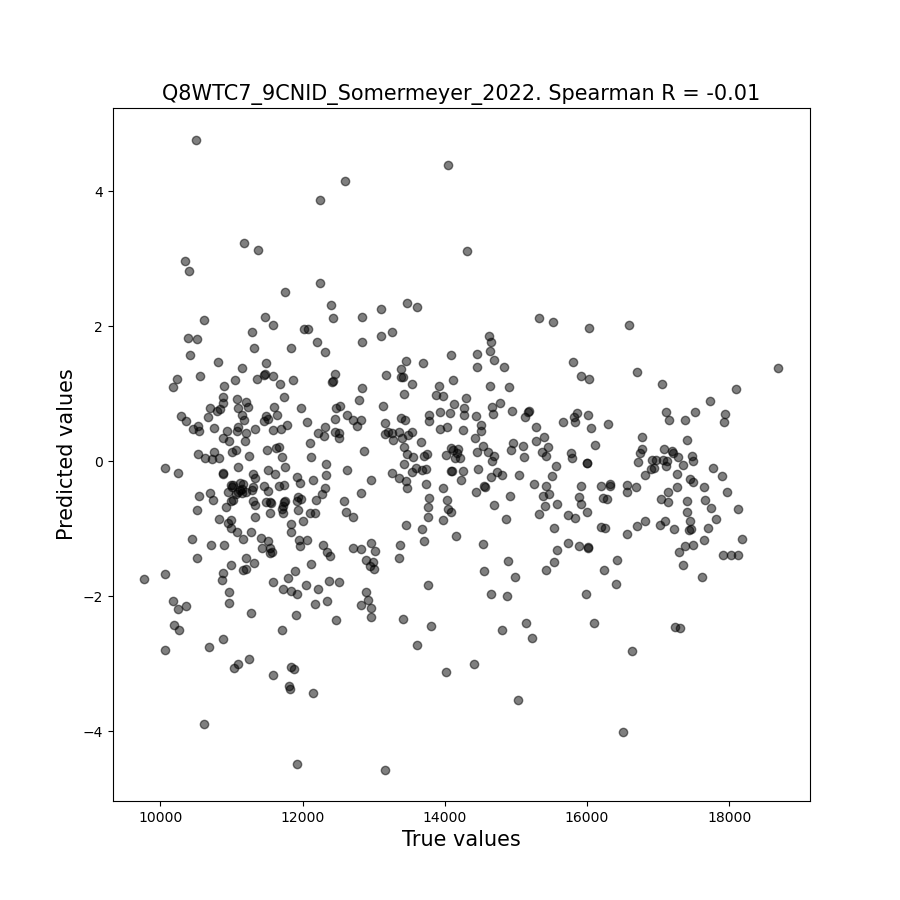 Q8WTC7_9CNID_Somermeyer_2022. Spearman R = -0.01
4
2
0
−2
−4
Predicted values
10000 12000 14000 16000 18000
True values